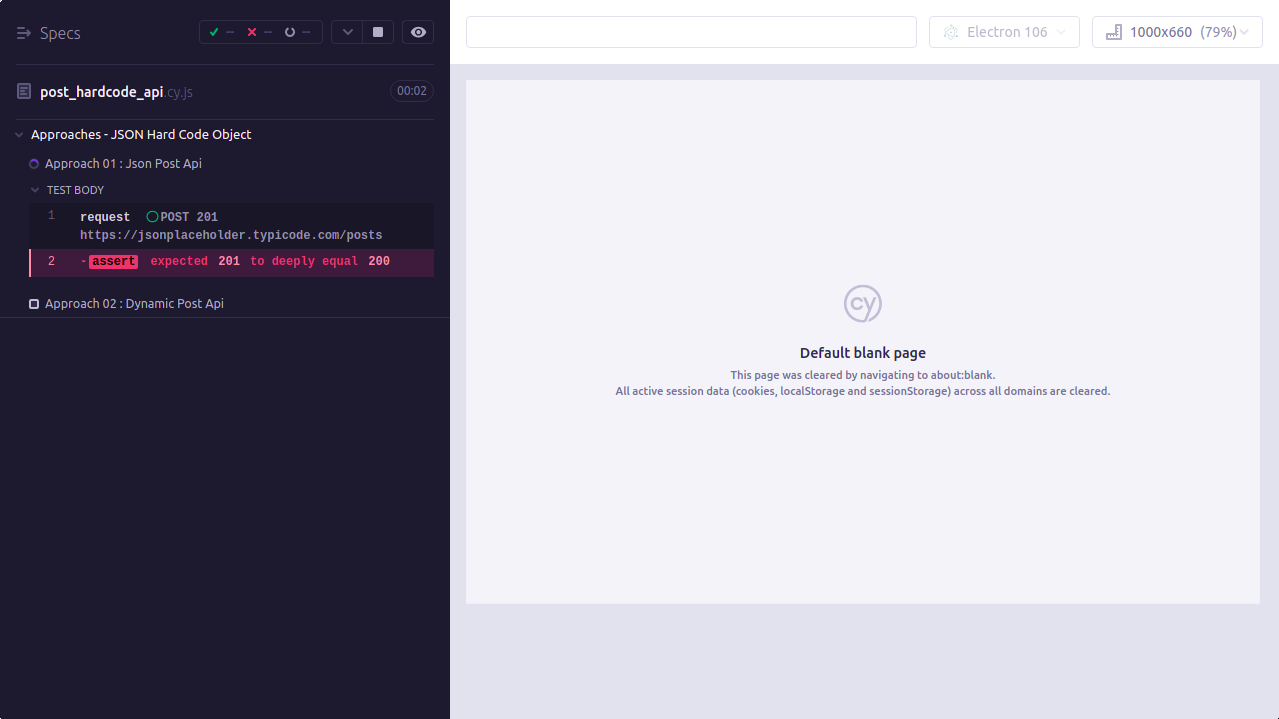 Specs
-- -- --
Electron 106
1000x660 (79%)
post_hardcode_api.cy.js
00:02
Approaches - JSON Hard Code Object
Approach 01 : Json Post Api
TEST BODY
1 request POST 201
https://jsonplaceholder.typicode.com/posts
2 -assert expected 201 to deeply equal 200
Approach 02 : Dynamic Post Api
cy
Default blank page
This page was cleared by navigating to about:blank.
All active session data (cookies, localStorage and sessionStorage) across all domains are cleared.